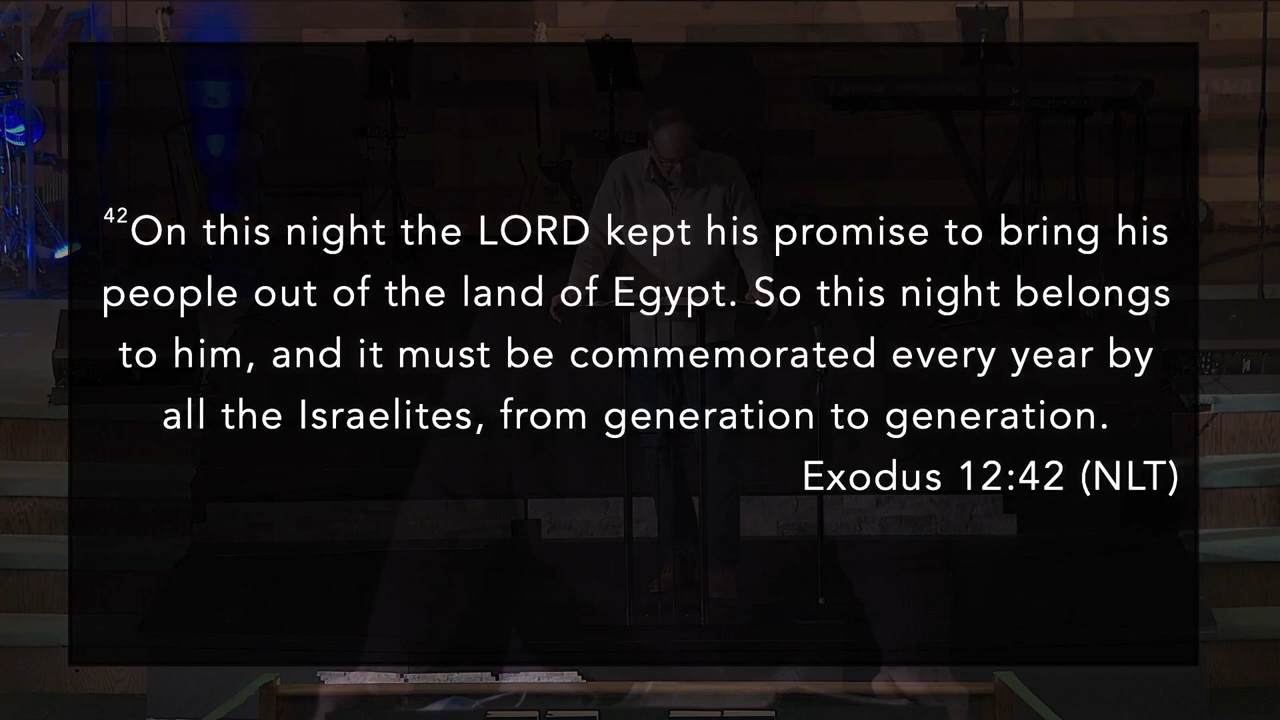 42On this night the LORD kept his promise to bring his
people out of the land of Egypt. So this night belongs
to him, and it must be commemorated every year by
all the Israelites, from generation to generation.
Exodus 12:42 (NLT)